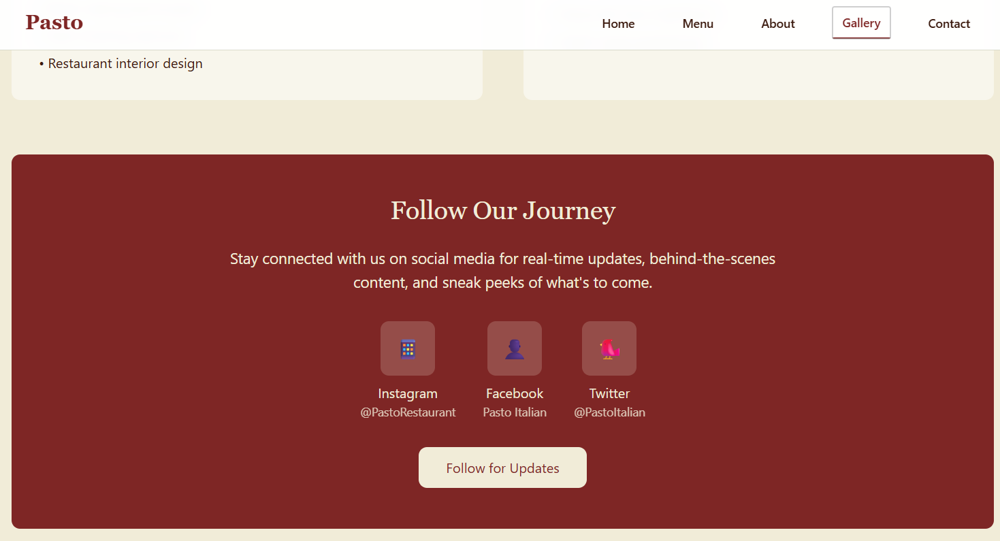 Pasto
Home Menu About Gallery Contact
• Restaurant interior design
Follow Our Journey
Stay connected with us on social media for real-time updates, behind-the-scenes
content, and sneak peeks of what's to come.
Instagram Facebook Twitter
@PastoRestaurant Pasto Italian @PastoItalian
Follow for Updates